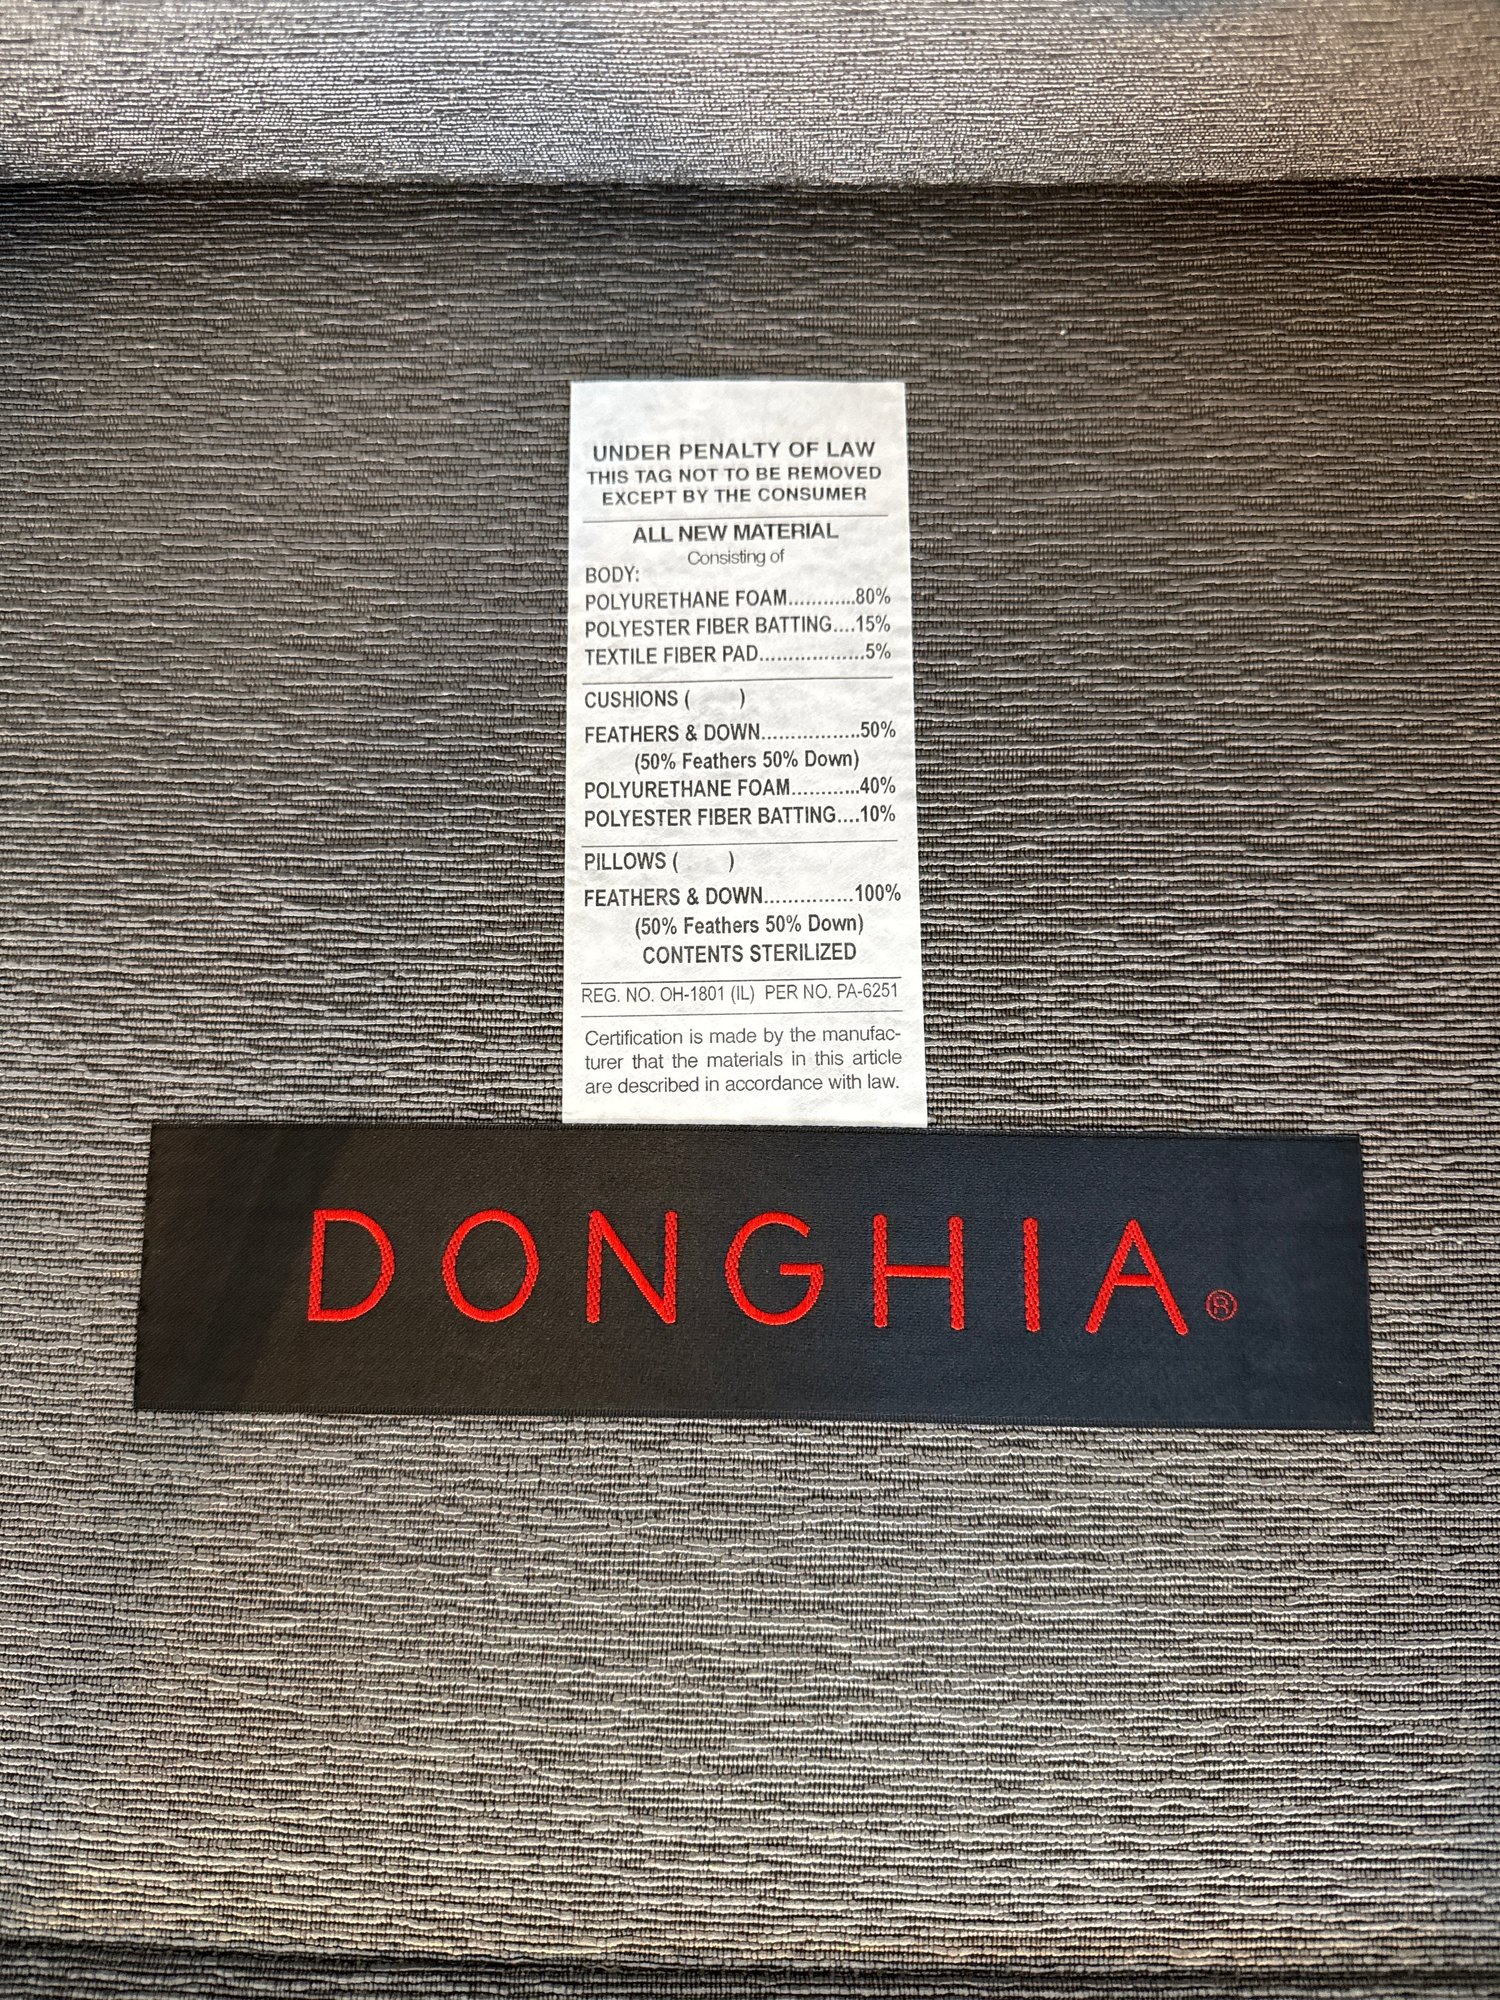 UNDER PENALTY OF LAW
THIS TAG NOT TO BE REMOVED
EXCEPT BY THE CONSUMER
ALL NEW MATERIAL
Consisting of
BODY:
POLYURETHANE FOAM............80%
POLYESTER FIBER BATTING....15%
TEXTILE FIBER PAD..................5%
CUSHIONS ( )
FEATHERS & DOWN.................50%
(50% Feathers 50% Down)
POLYURETHANE FOAM............40%
POLYESTER FIBER BATTING....10%
PILLOWS ( )
FEATHERS & DOWN...............100%
(50% Feathers 50% Down)
CONTENTS STERILIZED
REG. NO. OH-1801 (IL) PER NO. PA-6251
Certification is made by the manufac-
turer that the materials in this article
are described in accordance with law.
DONGHIA®